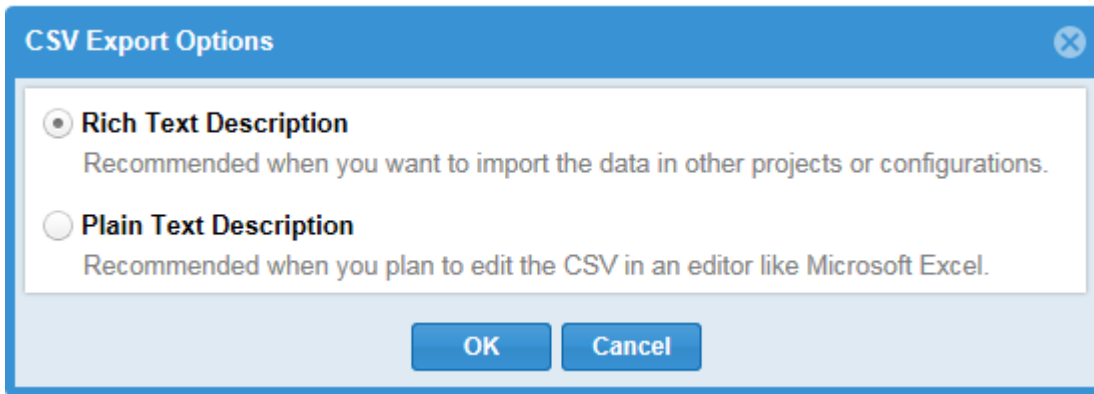 CSV Export Options
Rich Text Description
Recommended when you want to import the data in other projects or configurations.
Plain Text Description
Recommended when you plan to edit the CSV in an editor like Microsoft Excel.
OK
Cancel